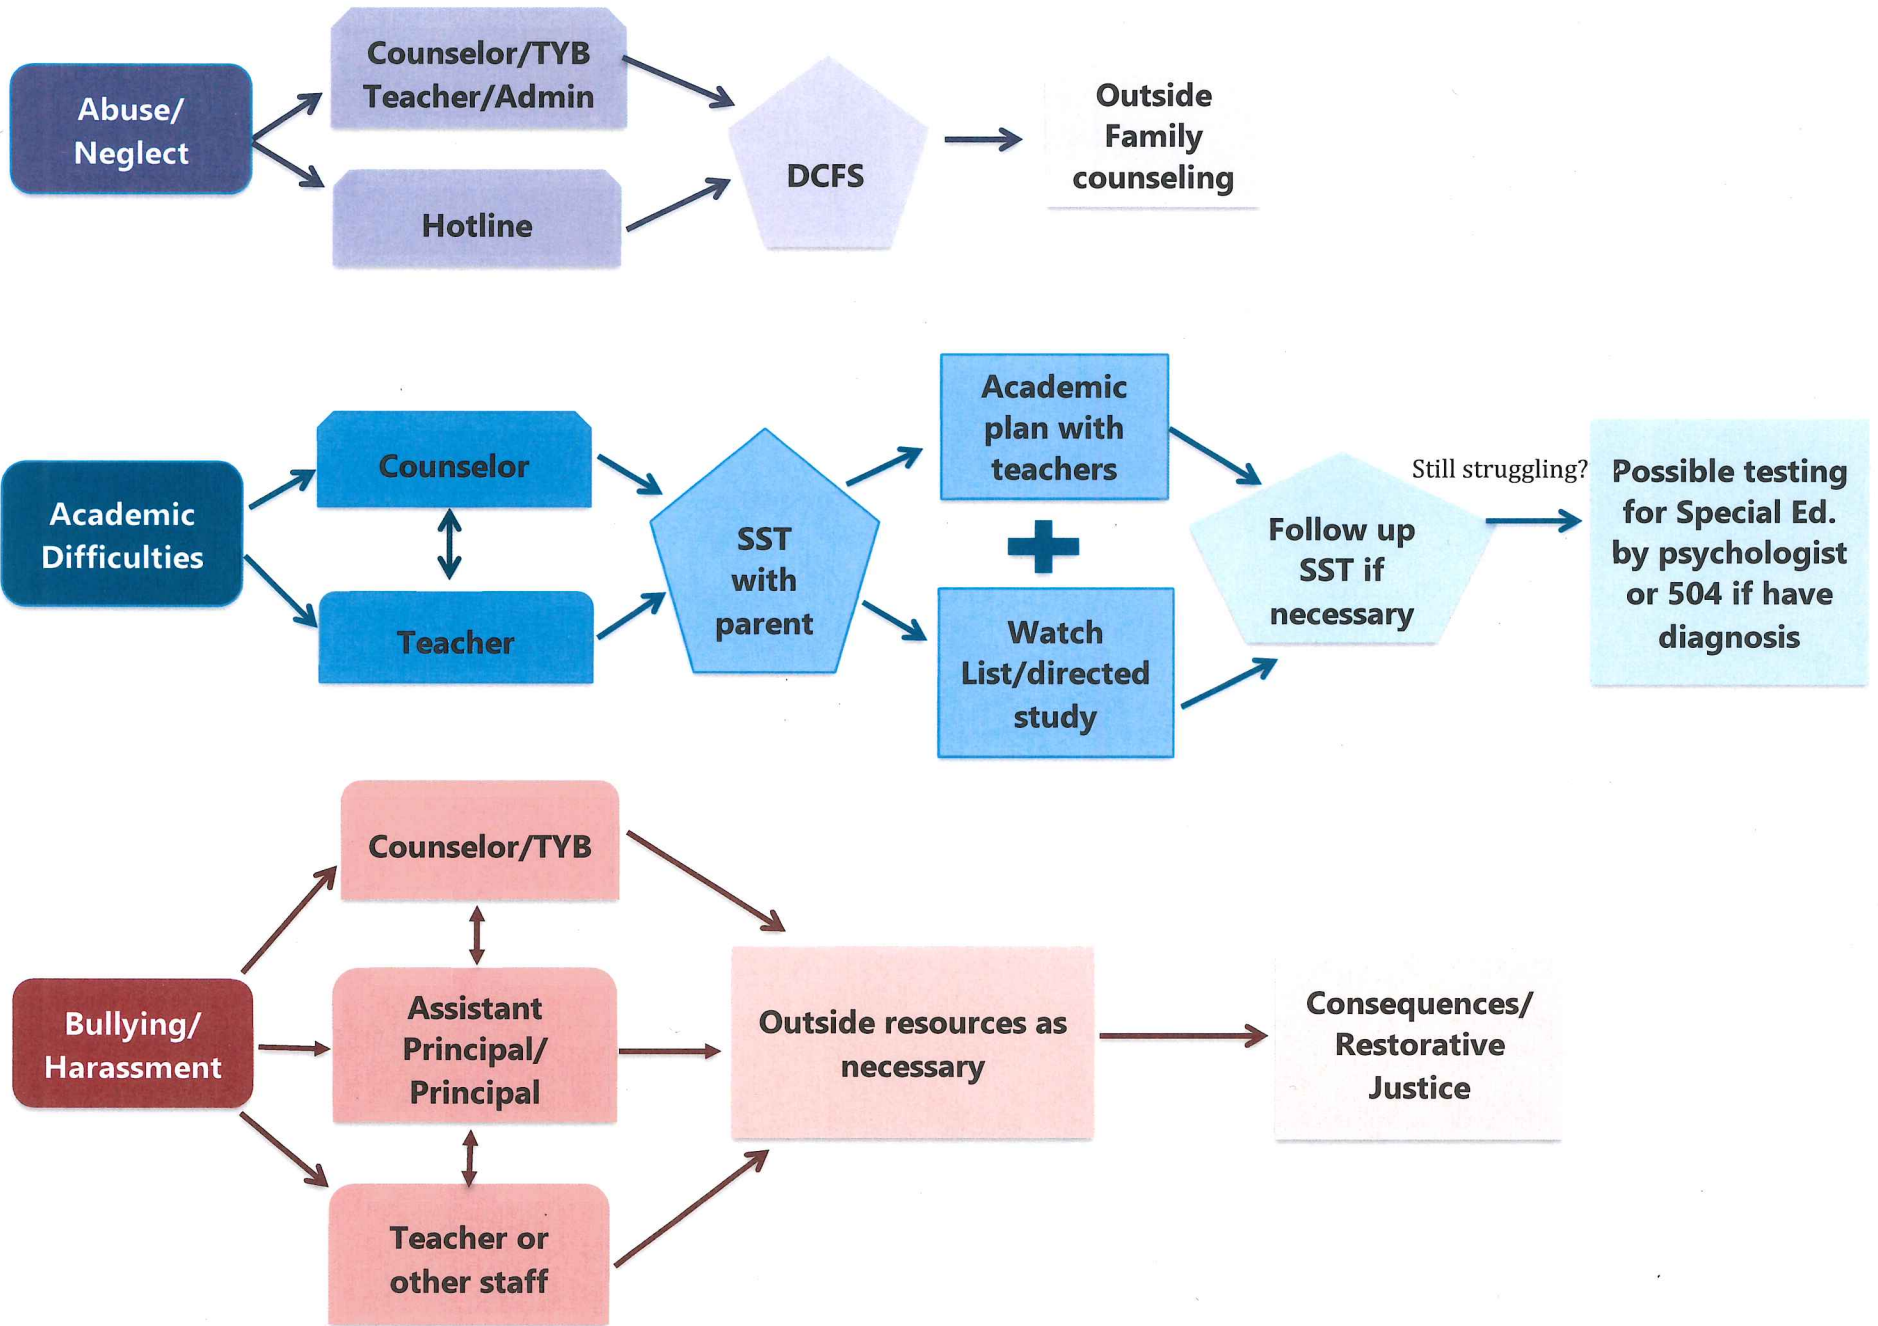 Abuse/
Neglect
Counselor/TYB
Teacher/Admin
Hotline
DCFS
Outside
Family
counseling
Academic
Difficulties
Counselor
Teacher
SST
with
parent
Academic
plan with
teachers
Watch
List/directed
study
Follow up
SST if
necessary
Still struggling?
Possible testing
for Special Ed.
by psychologist
or 504 if have
diagnosis
Bullying/
Harassment
Counselor/TYB
Assistant
Principal/
Principal
Teacher or
other staff
Outside resources as
necessary
Consequences/
Restorative
Justice